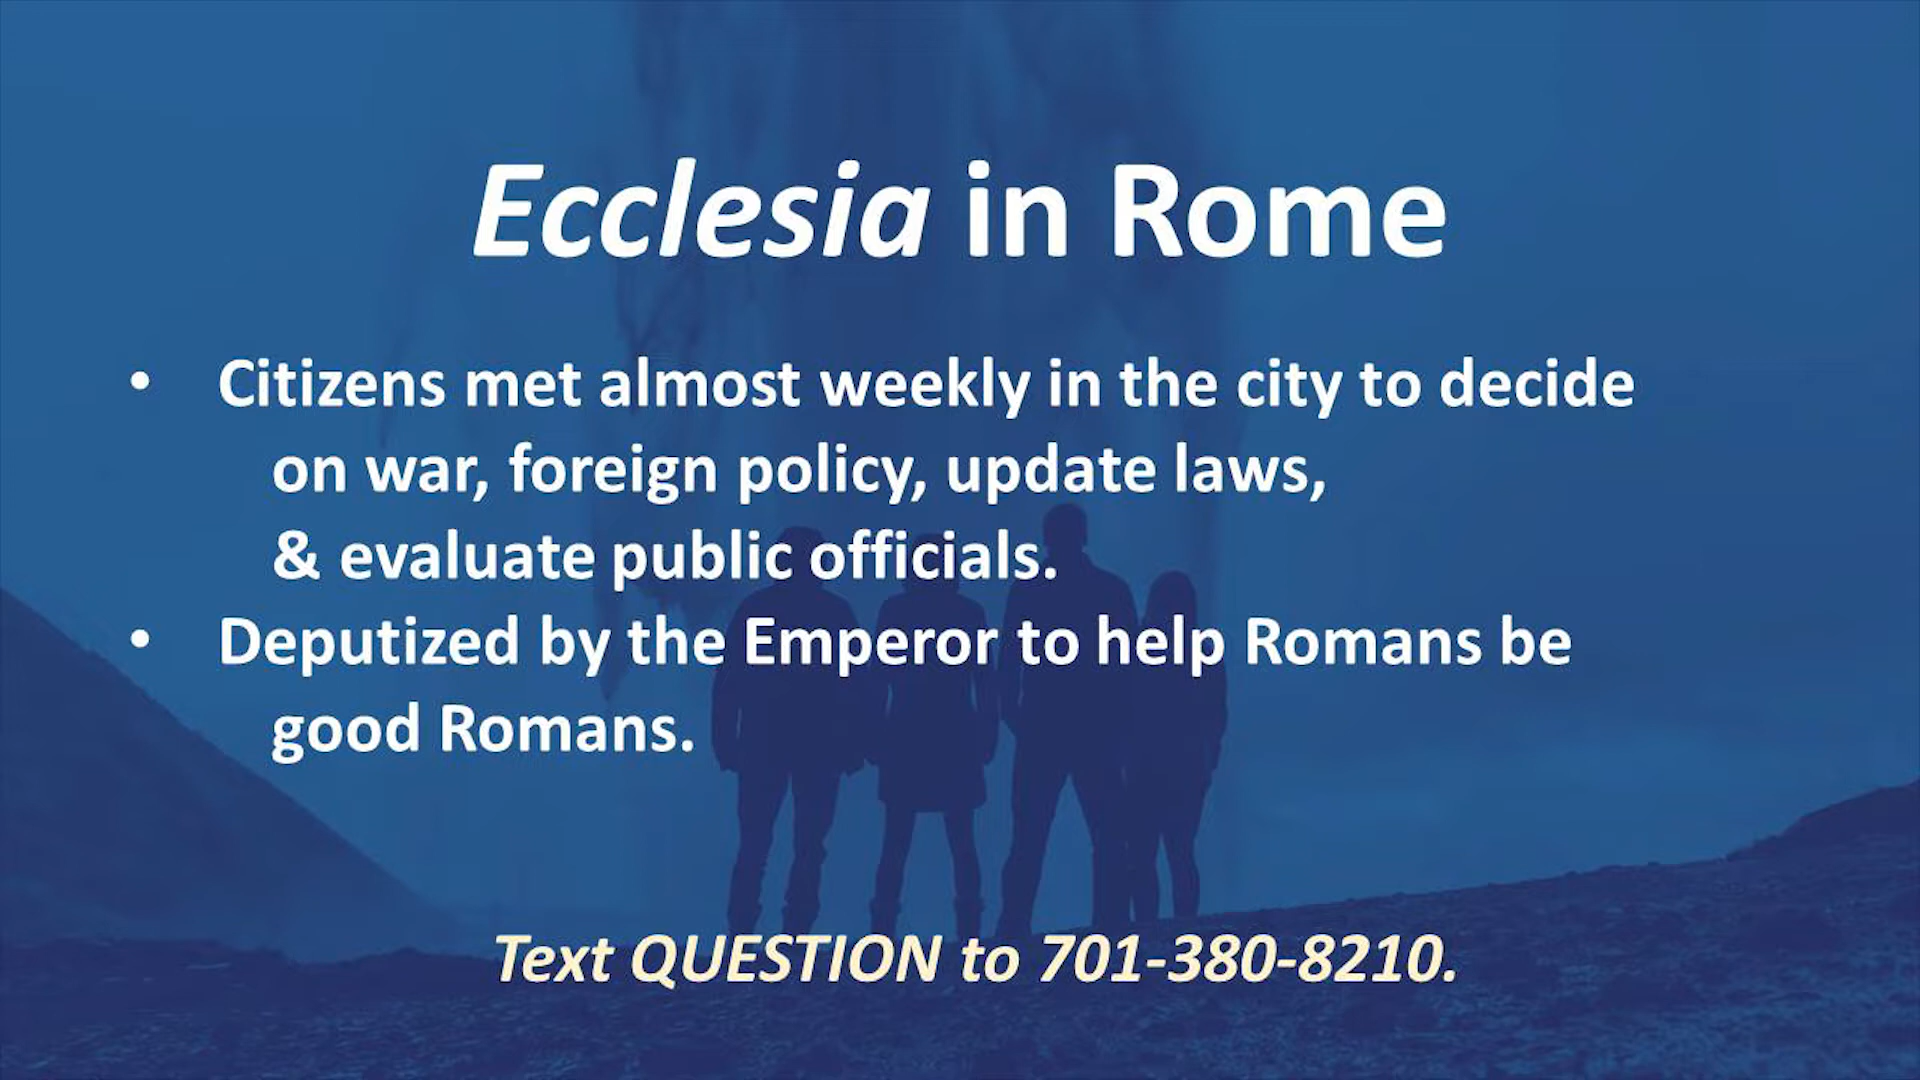 Ecclesia in Rome
• Citizens met almost weekly in the city to decide
on war, foreign policy, update laws,
& evaluate public officials.
• Deputized by the Emperor to help Romans be
good Romans.
Text QUESTION to 701-380-8210.